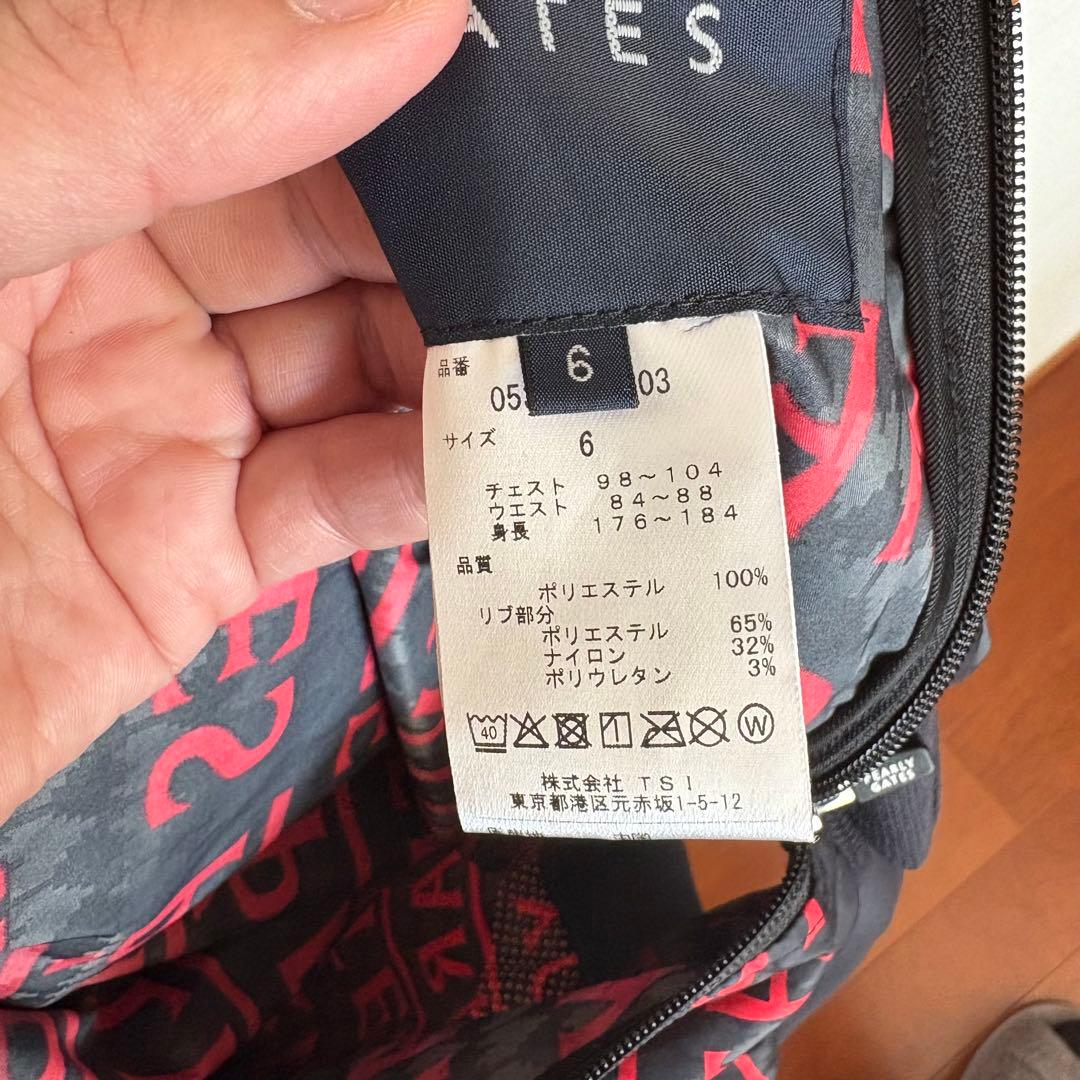 ATES
6
品番
05 03
サイズ 6
チェスト 98～104
ウエスト 84～88
身長 176～184
品質
ポリエステル 100%
リブ部分
ポリエステル 65%
ナイロン 32%
ポリウレタン 3%
40 W
株式会社 TSI
東京都港区元赤坂1-5-12
PEARLY
GATES